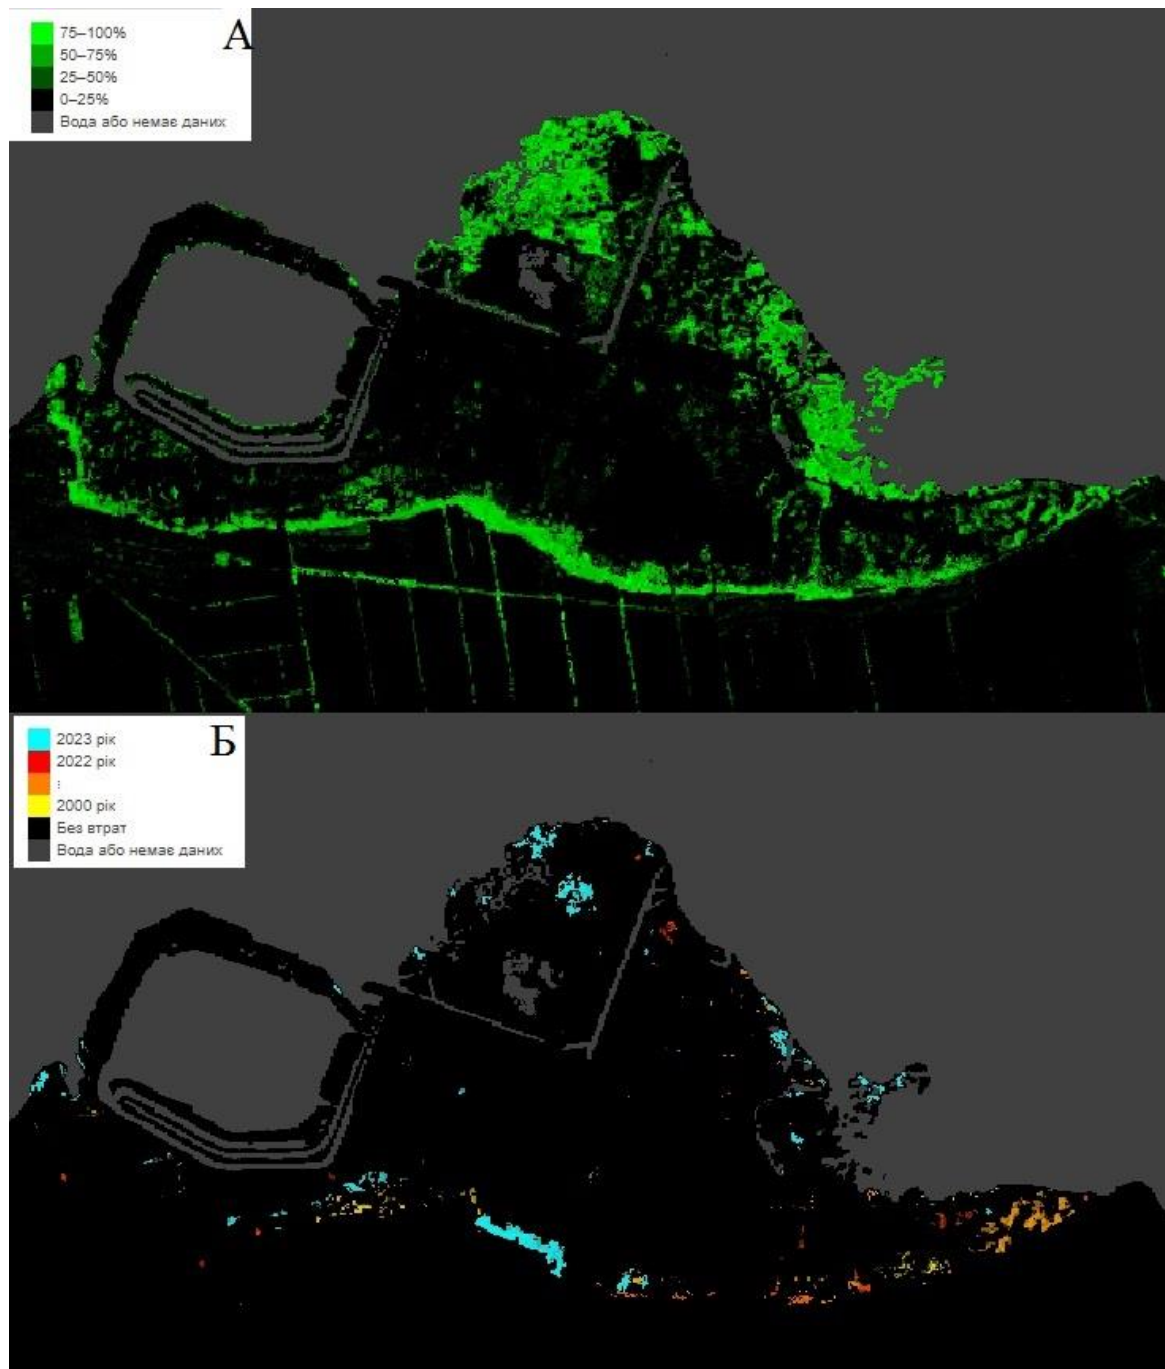 А
75–100%
50–75%
25–50%
0–25%
Вода або немає даних
Б
2023 рік
2022 рік
⁝
2000 рік
Без втрат
Вода або немає даних